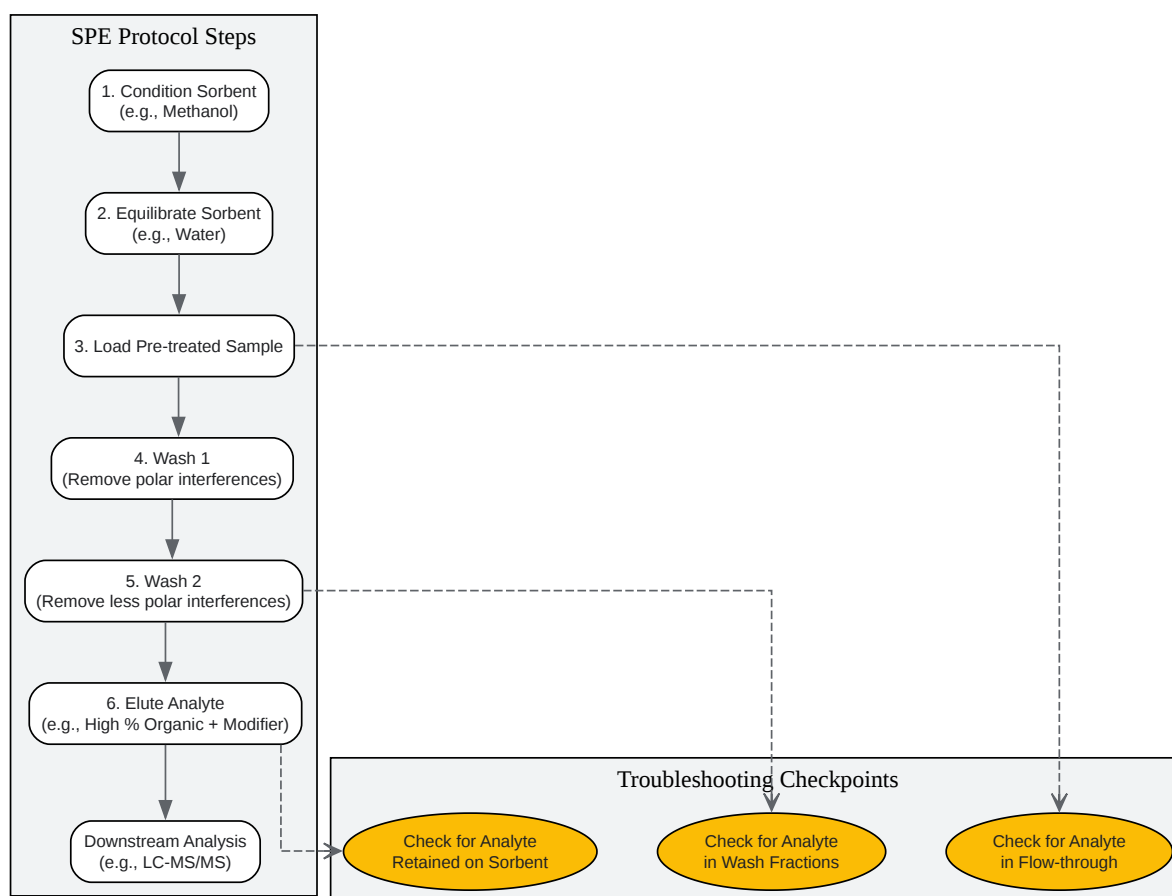 SPE Protocol Steps
1. Condition Sorbent
(e.g., Methanol)
2. Equilibrate Sorbent
(e.g., Water)
3. Load Pre-treated Sample
4. Wash 1
(Remove polar interferences)
5. Wash 2
(Remove less polar interferences)
6. Elute Analyte
(e.g., High % Organic + Modifier)
Downstream Analysis
(e.g., LC-MS/MS)
Troubleshooting Checkpoints
Check for Analyte
Retained on Sorbent
Check for Analyte
in Wash Fractions
Check for Analyte
in Flow-through